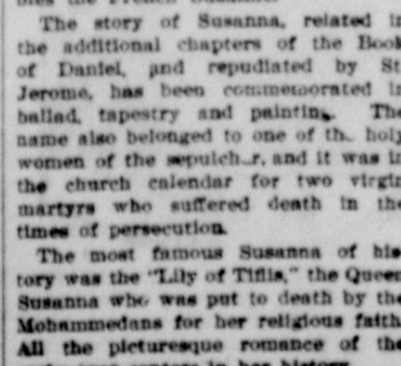 The story of Susanna, related
the additional chapters of the Book
of Daniel, and repudiated by St
Jerome, has been commemorated
ballad, tapestry and painting. The
name also belonged to one of the holy
women of the sepulcher, and it was
the church calendar for two virgin
martyrs who suffered death in the
times of persecution.
The most famous Susanna of his
tory was the "Lily of Tiflis," the Queen
Susanna who was put to death by the
Mohammedans for her religious faith
All the picturesque romance of the
in her history